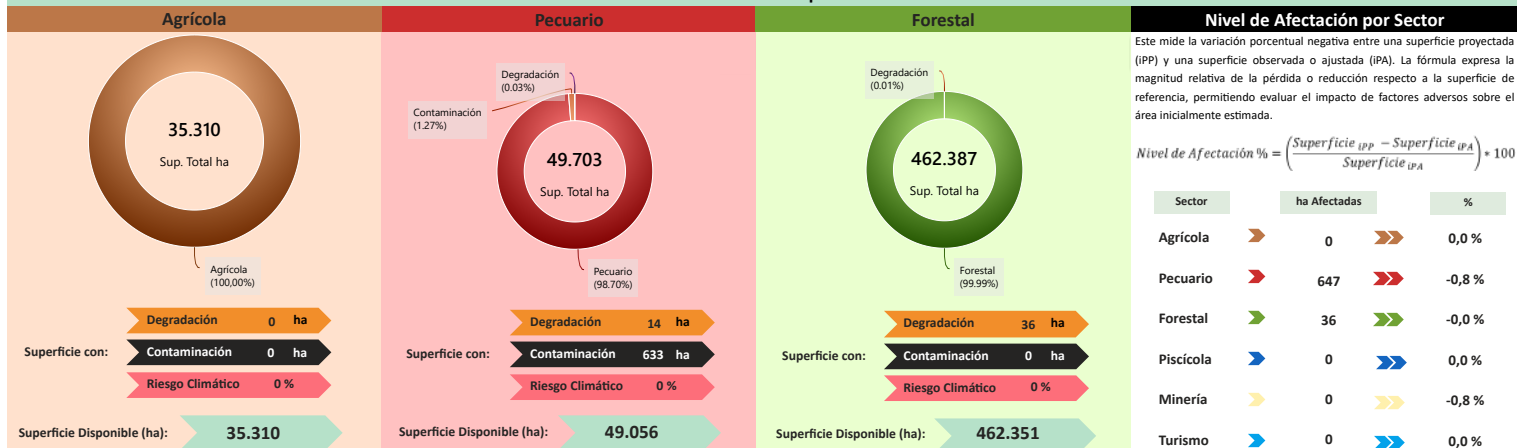 Agrícola
35.310
Sup. Total ha
Agrícola
(100,00%)
Superficie con:
Degradación 0 ha
Contaminación 0 ha
Riesgo Climático 0 %
Superficie Disponible (ha): 35.310
Pecuario
Degradación
(0.03%)
Contaminación
(1.27%)
49.703
Sup. Total ha
Pecuario
(98.70%)
Superficie con:
Degradación 14 ha
Contaminación 633 ha
Riesgo Climático 0 %
Superficie Disponible (ha): 49.056
Forestal
Degradación
(0.01%)
462.387
Sup. Total ha
Forestal
(99.99%)
Superficie con:
Degradación 36 ha
Contaminación 0 ha
Riesgo Climático 0 %
Superficie Disponible (ha): 462.351
Nivel de Afectación por Sector
Este mide la variación porcentual negativa entre una superficie proyectada
(iPP) y una superficie observada o ajustada (iPA). La fórmula expresa la
magnitud relativa de la pérdida o reducción respecto a la superficie de
referencia, permitiendo evaluar el impacto de factores adversos sobre el
área inicialmente estimada.
Nivel de Afectación % = (Superficie iPP − Superficie iPA / Superficie iPA) * 100
Sector ha Afectadas %
Agrícola 0 0,0 %
Pecuario 647 -0,8 %
Forestal 36 -0,0 %
Piscícola 0 0,0 %
Minería 0 -0,8 %
Turismo 0 0,0 %